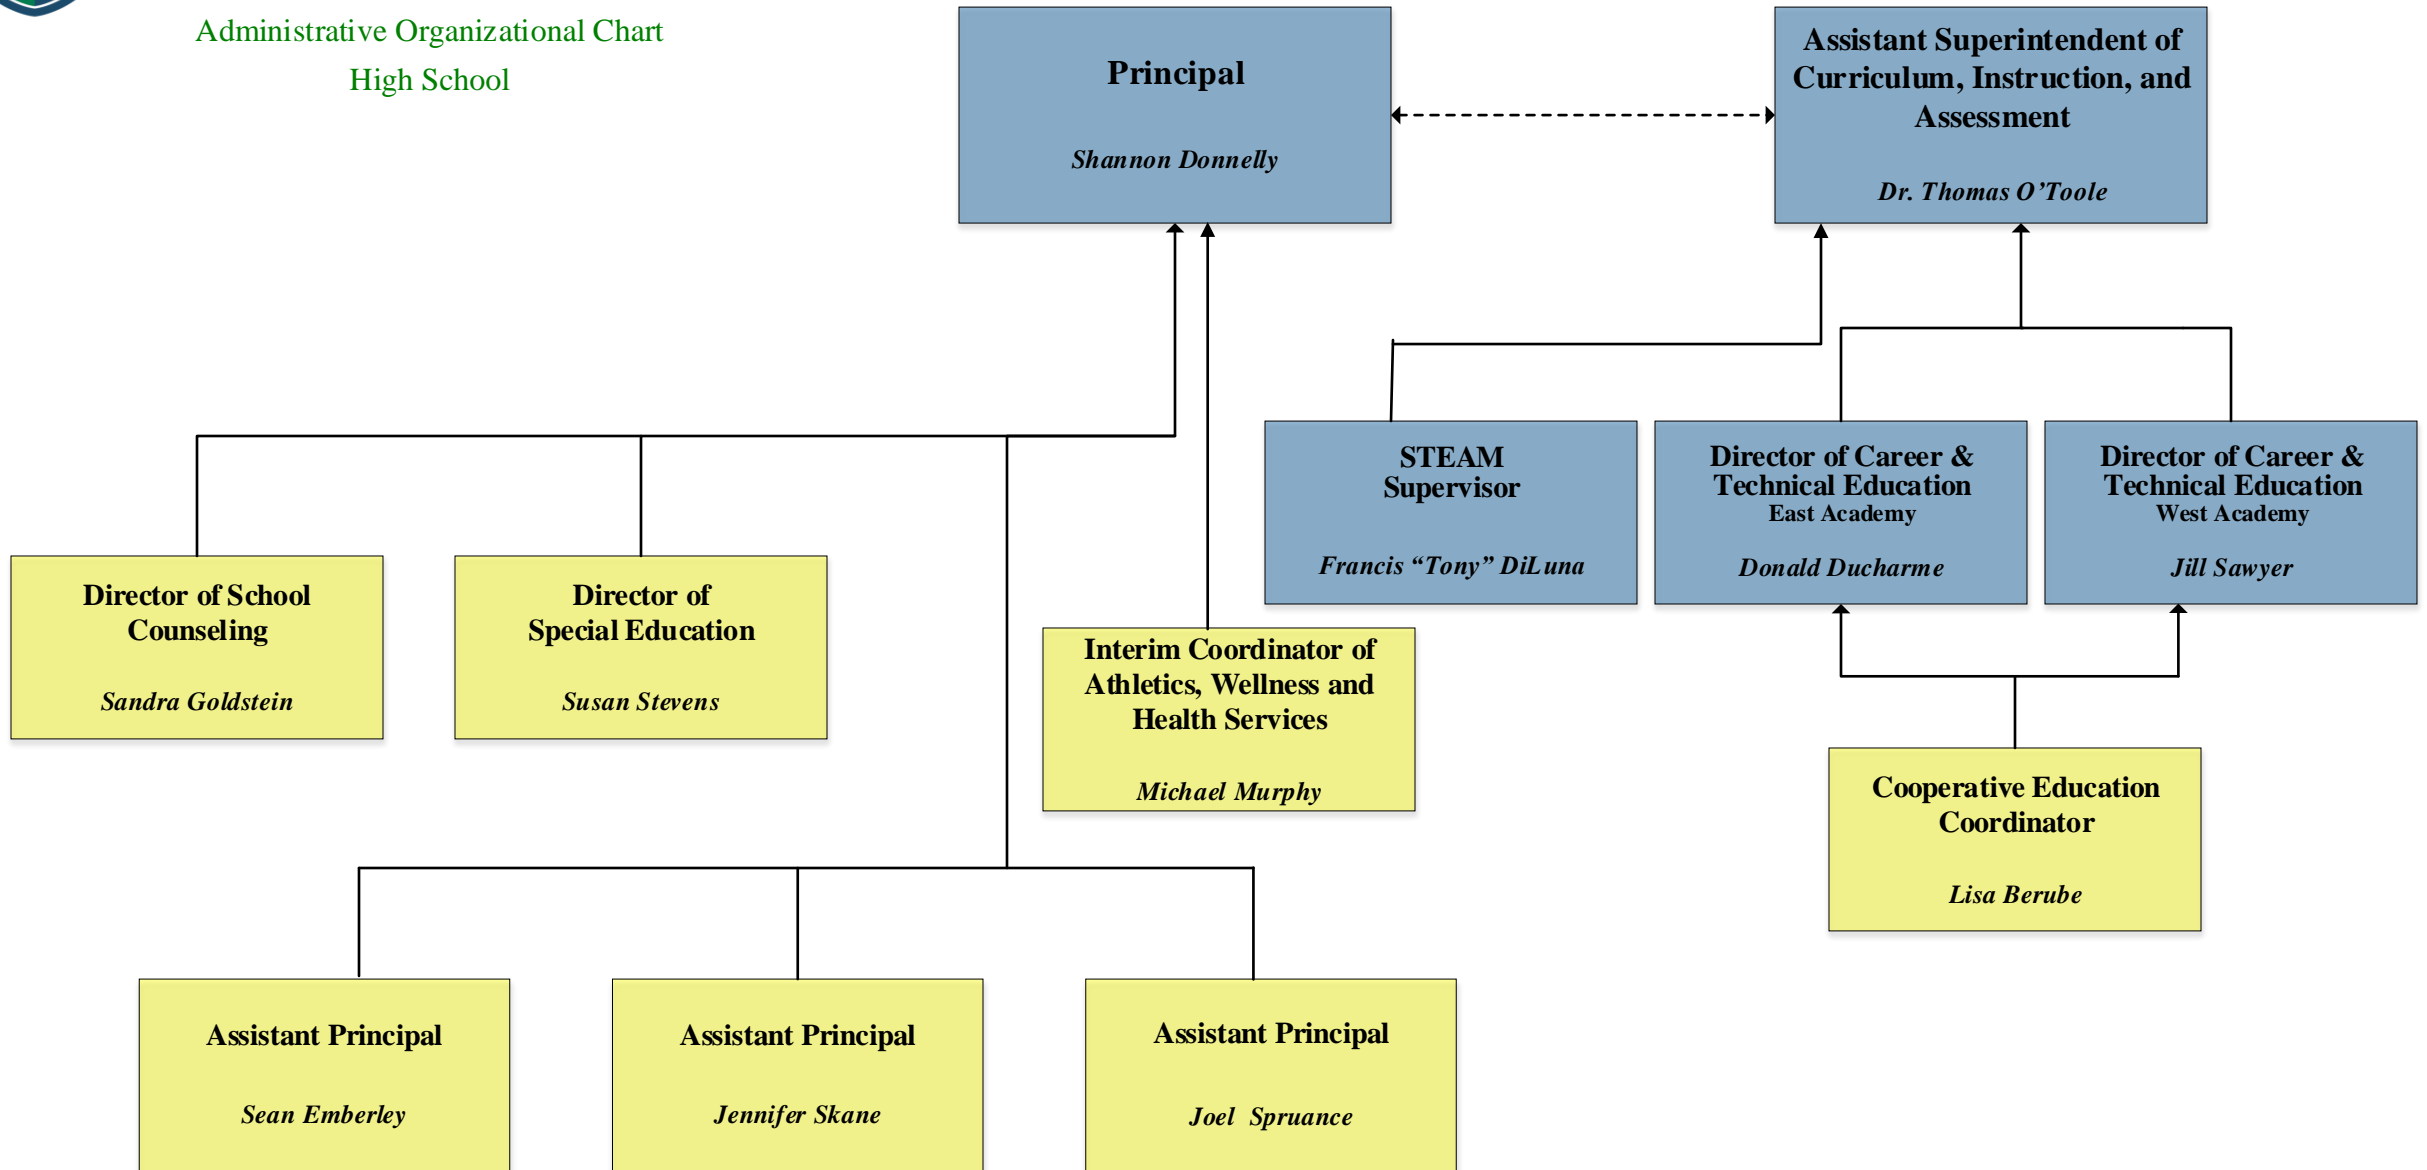 Administrative Organizational Chart
High School
Principal
Shannon Donnelly
Assistant Superintendent of
Curriculum, Instruction, and
Assessment
Dr. Thomas O’Toole
STEAM
Supervisor
Francis “Tony” DiLuna
Director of Career &
Technical Education
East Academy
Donald Ducharme
Director of Career &
Technical Education
West Academy
Jill Sawyer
Director of School
Counseling
Sandra Goldstein
Director of
Special Education
Susan Stevens
Interim Coordinator of
Athletics, Wellness and
Health Services
Michael Murphy
Cooperative Education
Coordinator
Lisa Berube
Assistant Principal
Sean Emberley
Assistant Principal
Jennifer Skane
Assistant Principal
Joel  Spruance